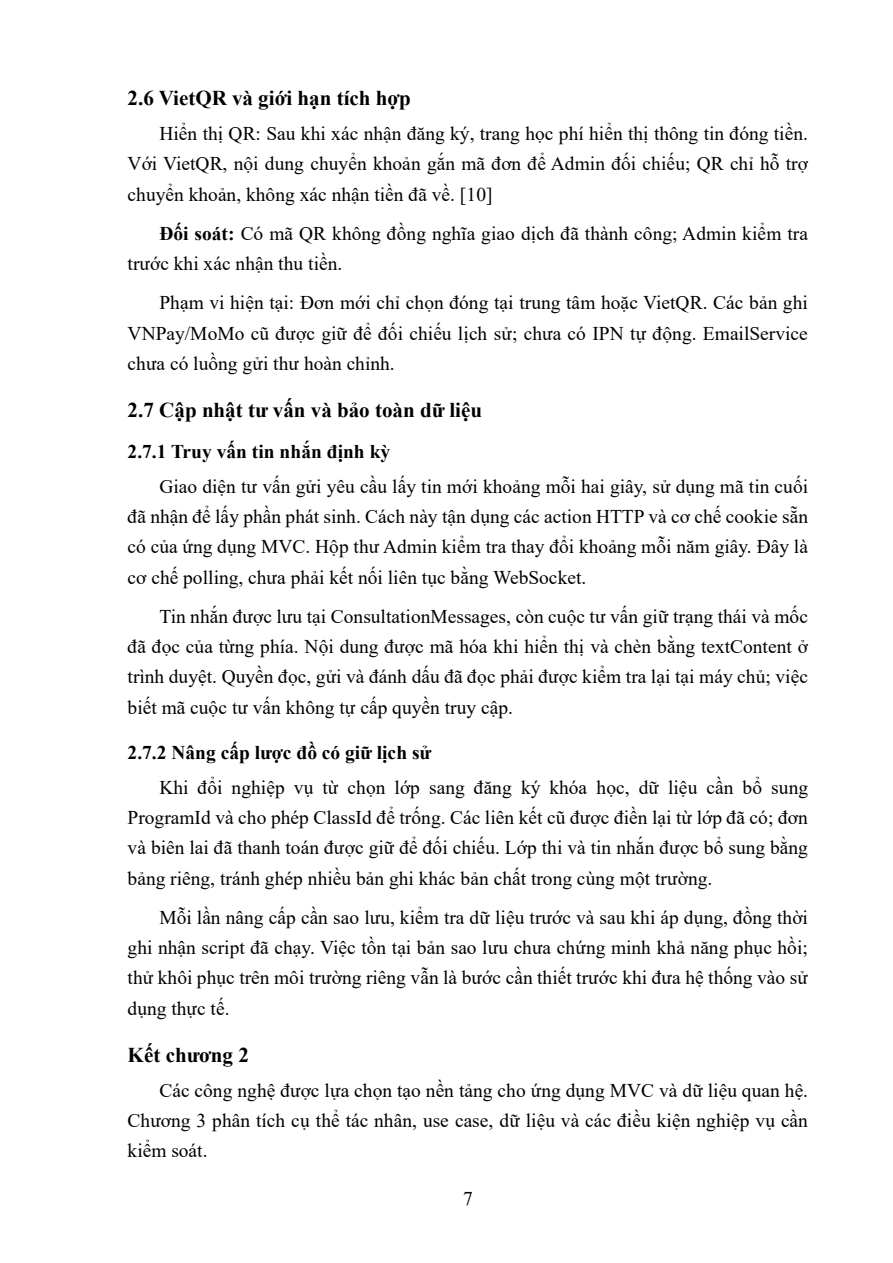 2.6 VietQR và giới hạn tích hợp
Hiển thị QR: Sau khi xác nhận đăng ký, trang học phí hiển thị thông tin đóng tiền.
Với VietQR, nội dung chuyển khoản gắn mã đơn để Admin đối chiếu; QR chỉ hỗ trợ
chuyển khoản, không xác nhận tiền đã về. [10]
Đối soát: Có mã QR không đồng nghĩa giao dịch đã thành công; Admin kiểm tra
trước khi xác nhận thu tiền.
Phạm vi hiện tại: Đơn mới chỉ chọn đóng tại trung tâm hoặc VietQR. Các bản ghi
VNPay/MoMo cũ được giữ để đối chiếu lịch sử; chưa có IPN tự động. EmailService
chưa có luồng gửi thư hoàn chỉnh.
2.7 Cập nhật tư vấn và bảo toàn dữ liệu
2.7.1 Truy vấn tin nhắn định kỳ
Giao diện tư vấn gửi yêu cầu lấy tin mới khoảng mỗi hai giây, sử dụng mã tin cuối
đã nhận để lấy phần phát sinh. Cách này tận dụng các action HTTP và cơ chế cookie sẵn
có của ứng dụng MVC. Hộp thư Admin kiểm tra thay đổi khoảng mỗi năm giây. Đây là
cơ chế polling, chưa phải kết nối liên tục bằng WebSocket.
Tin nhắn được lưu tại ConsultationMessages, còn cuộc tư vấn giữ trạng thái và mốc
đã đọc của từng phía. Nội dung được mã hóa khi hiển thị và chèn bằng textContent ở
trình duyệt. Quyền đọc, gửi và đánh dấu đã đọc phải được kiểm tra lại tại máy chủ; việc
biết mã cuộc tư vấn không tự cấp quyền truy cập.
2.7.2 Nâng cấp lược đồ có giữ lịch sử
Khi đổi nghiệp vụ từ chọn lớp sang đăng ký khóa học, dữ liệu cần bổ sung
ProgramId và cho phép ClassId để trống. Các liên kết cũ được điền lại từ lớp đã có; đơn
và biên lai đã thanh toán được giữ để đối chiếu. Lớp thi và tin nhắn được bổ sung bằng
bảng riêng, tránh ghép nhiều bản ghi khác bản chất trong cùng một trường.
Mỗi lần nâng cấp cần sao lưu, kiểm tra dữ liệu trước và sau khi áp dụng, đồng thời
ghi nhận script đã chạy. Việc tồn tại bản sao lưu chưa chứng minh khả năng phục hồi;
thử khôi phục trên môi trường riêng vẫn là bước cần thiết trước khi đưa hệ thống vào sử
dụng thực tế.
Kết chương 2
Các công nghệ được lựa chọn tạo nền tảng cho ứng dụng MVC và dữ liệu quan hệ.
Chương 3 phân tích cụ thể tác nhân, use case, dữ liệu và các điều kiện nghiệp vụ cần
kiểm soát.
7